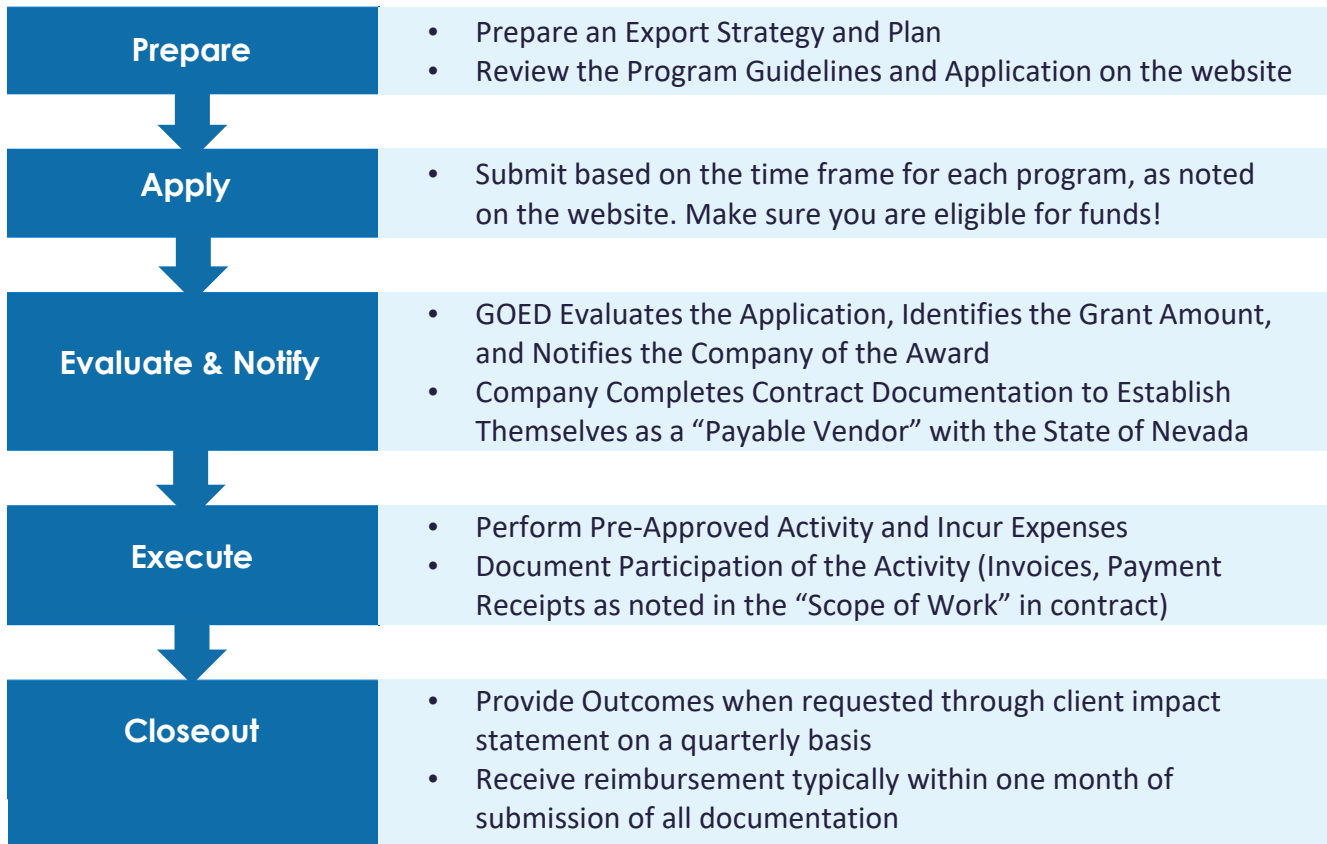 Prepare
• Prepare an Export Strategy and Plan
• Review the Program Guidelines and Application on the website
Apply
• Submit based on the time frame for each program, as noted
on the website. Make sure you are eligible for funds!
Evaluate & Notify
• GOED Evaluates the Application, Identifies the Grant Amount,
and Notifies the Company of the Award
• Company Completes Contract Documentation to Establish
Themselves as a “Payable Vendor” with the State of Nevada
Execute
• Perform Pre-Approved Activity and Incur Expenses
• Document Participation of the Activity (Invoices, Payment
Receipts as noted in the “Scope of Work” in contract)
Closeout
• Provide Outcomes when requested through client impact
statement on a quarterly basis
• Receive reimbursement typically within one month of
submission of all documentation